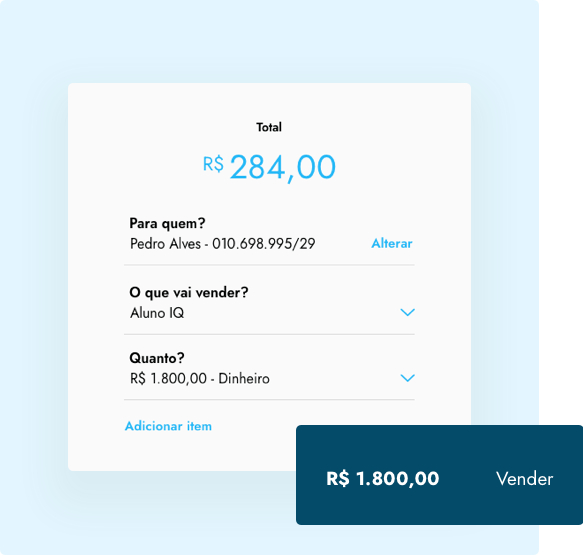 Total
R$ 284,00
Para quem?
Pedro Alves - 010.698.995/29 Alterar
O que vai vender?
Aluno IQ
Quanto?
R$ 1.800,00 - Dinheiro
Adicionar item
R$ 1.800,00 Vender